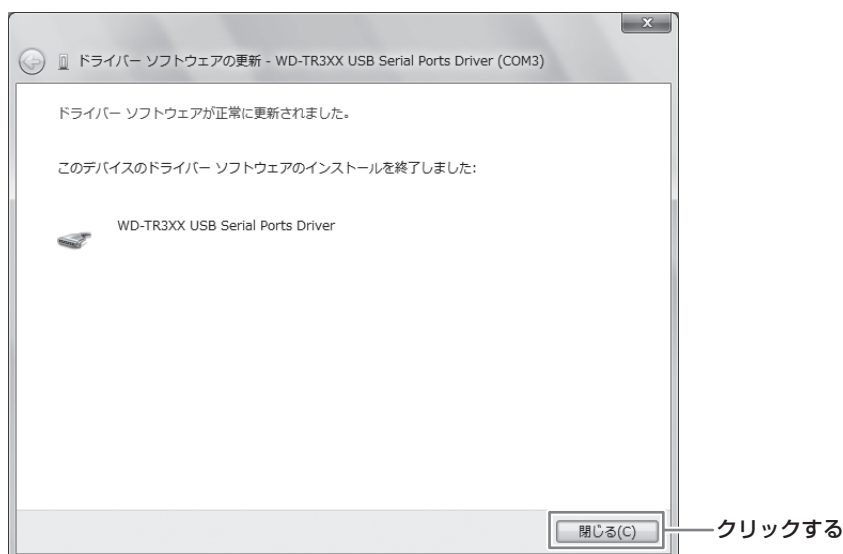 x
ドライバー ソフトウェアの更新 - WD-TR3XX USB Serial Ports Driver (COM3)
ドライバー ソフトウェアが正常に更新されました。
このデバイスのドライバー ソフトウェアのインストールを終了しました:
WD-TR3XX USB Serial Ports Driver
閉じる(C)
クリックする